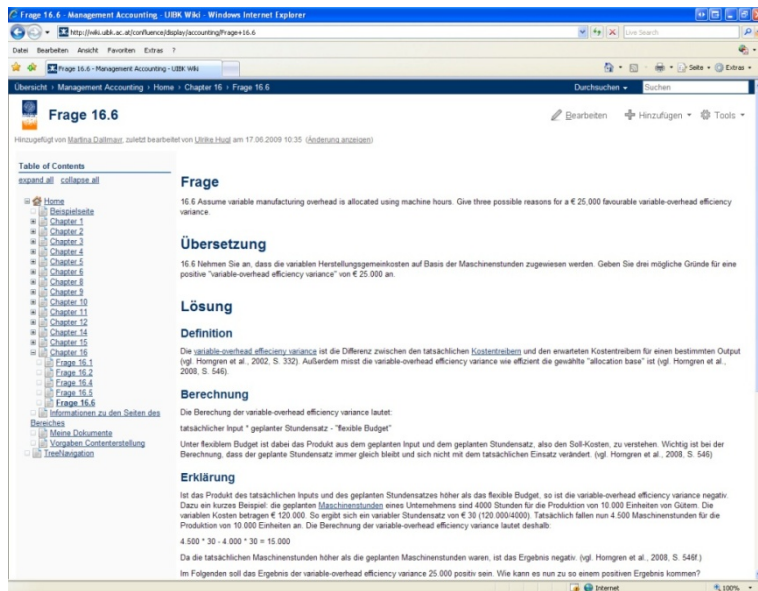 Frage 16.6 - Management Accounting - UIBK Wiki - Windows Internet Explorer
http://wiki.uibk.ac.at/confluence/display/accounting/Frage+16.6
Live Search
Datei Bearbeiten Ansicht Favoriten Extras ?
Frage 16.6 - Management Accounting - UIBK Wiki
Seite Extras
Übersicht › Management Accounting › Home › Chapter 16 › Frage 16.6
Durchsuchen
Suchen
Frage 16.6
Bearbeiten Hinzufügen Tools
Hinzugefügt von Martina Dallmayr, zuletzt bearbeitet von Ulrike Hugl am 17.06.2009 10:35 (Änderung anzeigen)
Table of Contents
expand all collapse all
Home
Beispielseite
Chapter 1
Chapter 2
Chapter 3
Chapter 4
Chapter 5
Chapter 6
Chapter 8
Chapter 9
Chapter 10
Chapter 11
Chapter 12
Chapter 14
Chapter 15
Chapter 16
Frage 16.1
Frage 16.2
Frage 16.4
Frage 16.5
Frage 16.6
Informationen zu den Seiten des
Bereiches
Meine Dokumente
Vorgaben Contenterstellung
TreeNavigation
Frage
16.6 Assume variable manufacturing overhead is allocated using machine hours. Give three possible reasons for a € 25,000 favourable variable-overhead efficiency
variance.
Übersetzung
16.6 Nehmen Sie an, dass die variablen Herstellungsgemeinkosten auf Basis der Maschinenstunden zugewiesen werden. Geben Sie drei mögliche Gründe für eine
positive "variable-overhead efficiency variance" von € 25.000 an.
Lösung
Definition
Die variable-overhead effecieny variance ist die Differenz zwischen den tatsächlichen Kostentreibern und den erwarteten Kostentreibern für einen bestimmten Output
(vgl. Horngren et al., 2002, S. 332). Außerdem misst die variable-overhead efficiency variance wie effizient die gewählte "allocation base" ist (vgl. Horngren et al.,
2008, S. 546).
Berechnung
Die Berechung der variable-overhead efficiency variance lautet:
tatsächlicher Input * geplanter Stundensatz - "flexible Budget"
Unter flexiblem Budget ist dabei das Produkt aus dem geplanten Input und dem geplanten Stundensatz, also den Soll-Kosten, zu verstehen. Wichtig ist bei der
Berechnung, dass der geplante Stundensatz immer gleich bleibt und sich nicht mit dem tatsächlichen Einsatz verändert. (vgl. Horngren et al., 2008, S. 546)
Erklärung
Ist das Produkt des tatsächlichen Inputs und des geplanten Stundensatzes höher als das flexible Budget, so ist die variable-overhead efficiency variance negativ.
Dazu ein kurzes Beispiel: die geplanten Maschinenstunden eines Unternehmens sind 4000 Stunden für die Produktion von 10.000 Einheiten von Gütern. Die
variablen Kosten betragen € 120.000. So ergibt sich ein variabler Stundensatz von € 30 (120.000/4000). Tatsächlich fallen nun 4.500 Maschinenstunden für die
Produktion von 10.000 Einheiten an. Die Berechnung der variable-overhead efficiency variance lautet deshalb:
4.500 * 30 - 4.000 * 30 = 15.000
Da die tatsächlichen Maschinenstunden höher als die geplanten Maschinenstunden waren, ist das Ergebnis negativ. (vgl. Horngren et al., 2008, S. 546f.)
Im Folgenden soll das Ergebnis der variable-overhead efficiency variance 25.000 positiv sein. Wie kann es nun zu so einem positiven Ergebnis kommen?
Internet
100%